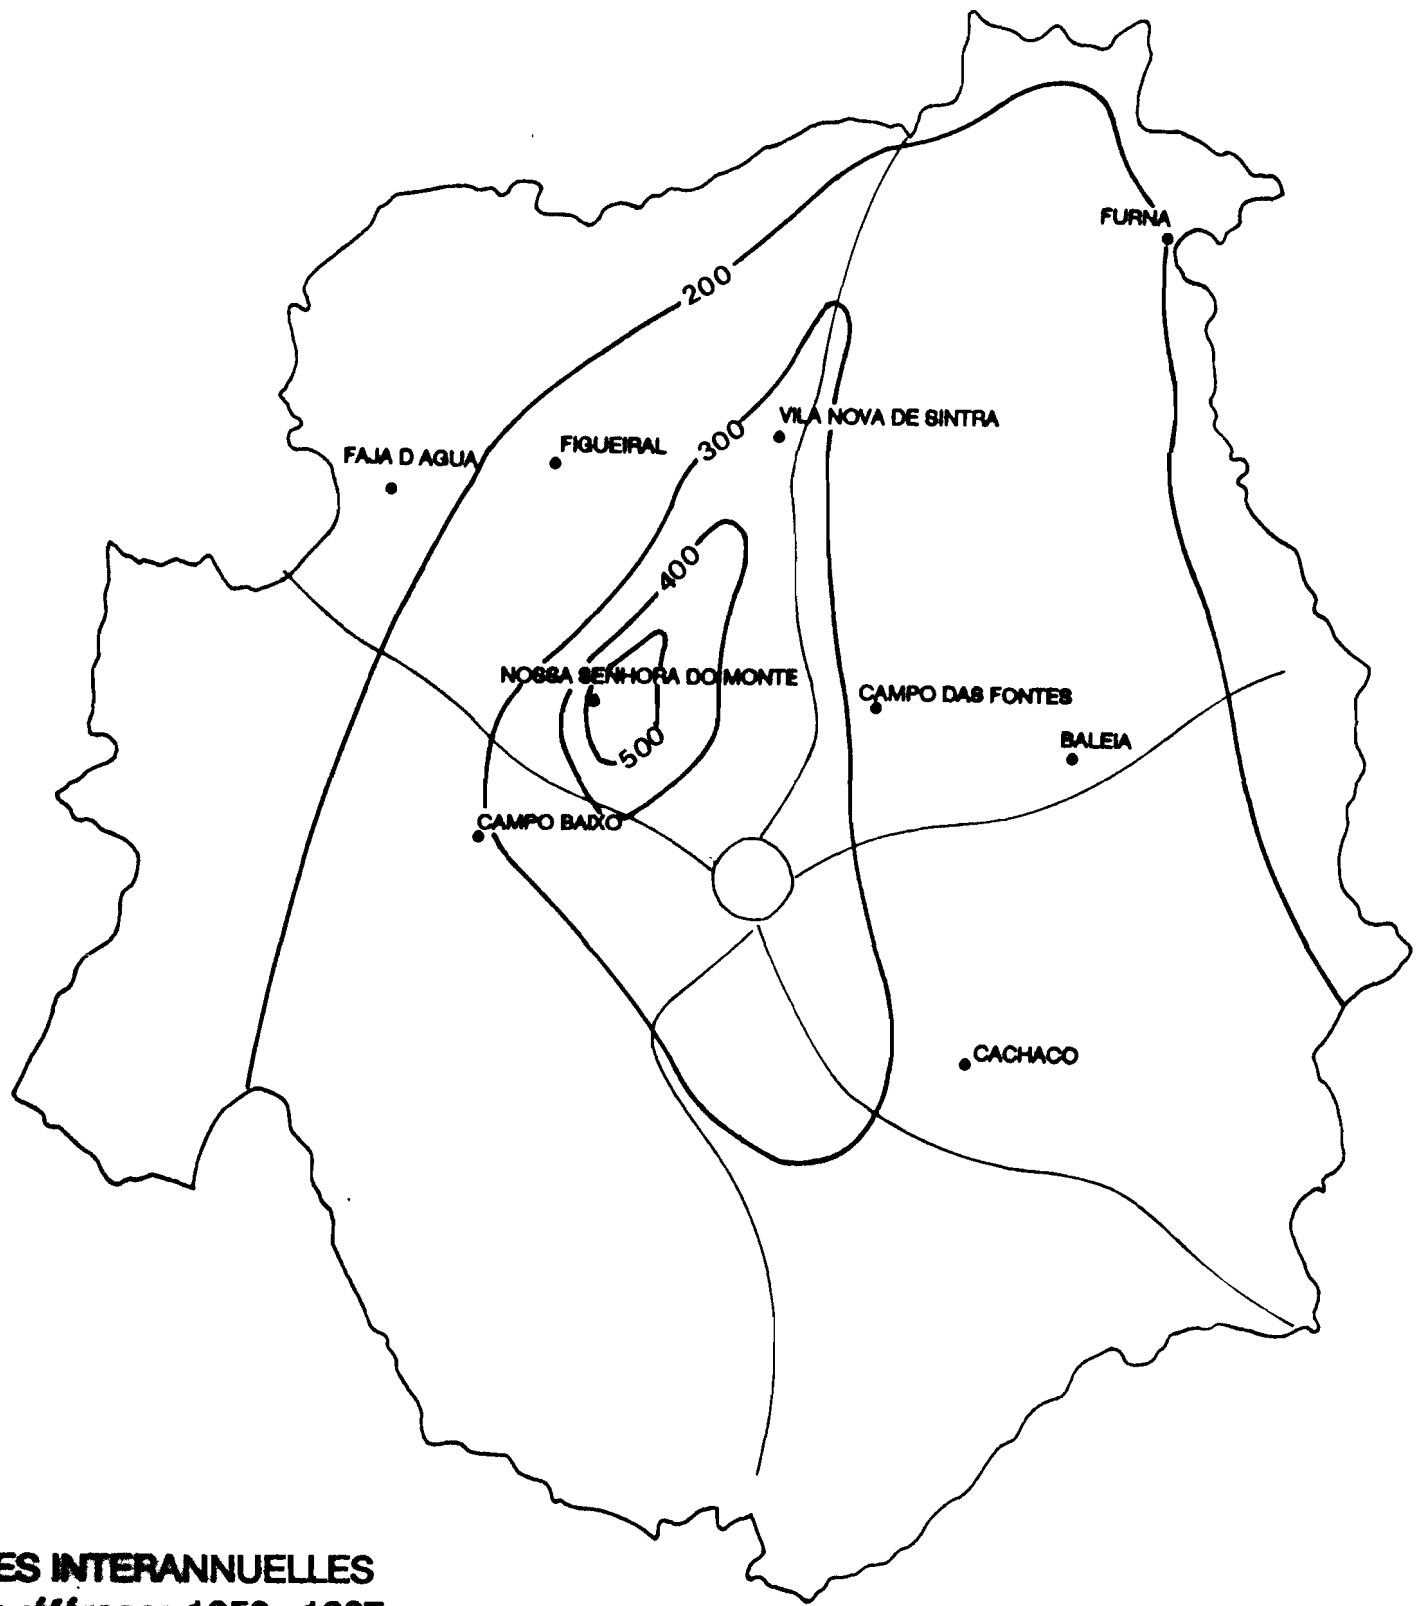 FURNA
200
VILA NOVA DE SINTRA
300
FIGUEIRAL
FAJA D AGUA
400
NOSSA SENHORA DO MONTE
CAMPO DAS FONTES
500
BALEIA
CAMPO BAIXO
CACHACO
ES INTERANNUELLES